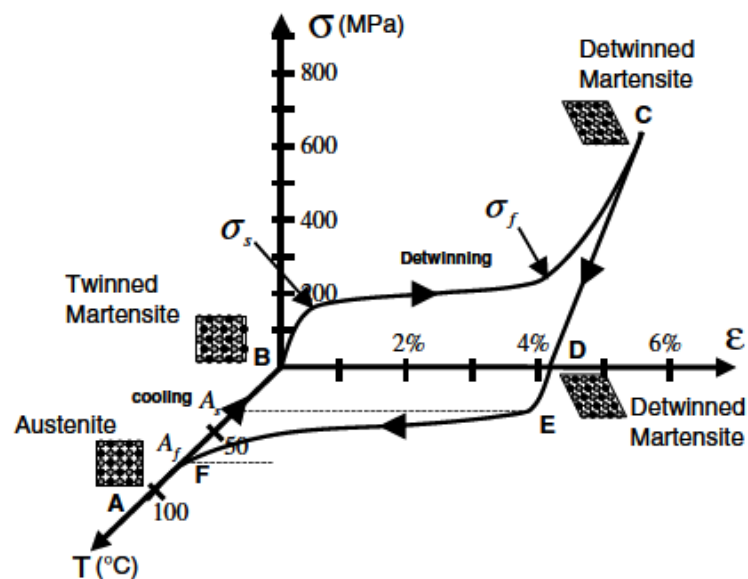 σ (MPa)
Detwinned
Martensite
800
C
600
400
σs
σf
Detwinning
Twinned
Martensite
200
2%
4%
6%
ε
B
D
cooling
As
Detwinned
Martensite
Austenite
E
50
Af
F
A
100
T (°C)